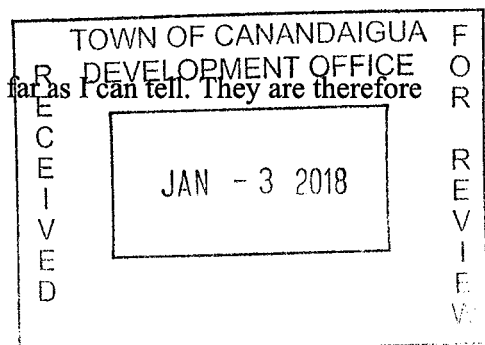 TOWN OF CANANDAIGUA
DEVELOPMENT OFFICE
far as I can tell. They are therefore
RECEIVED
JAN - 3 2018
FOR REVIEW